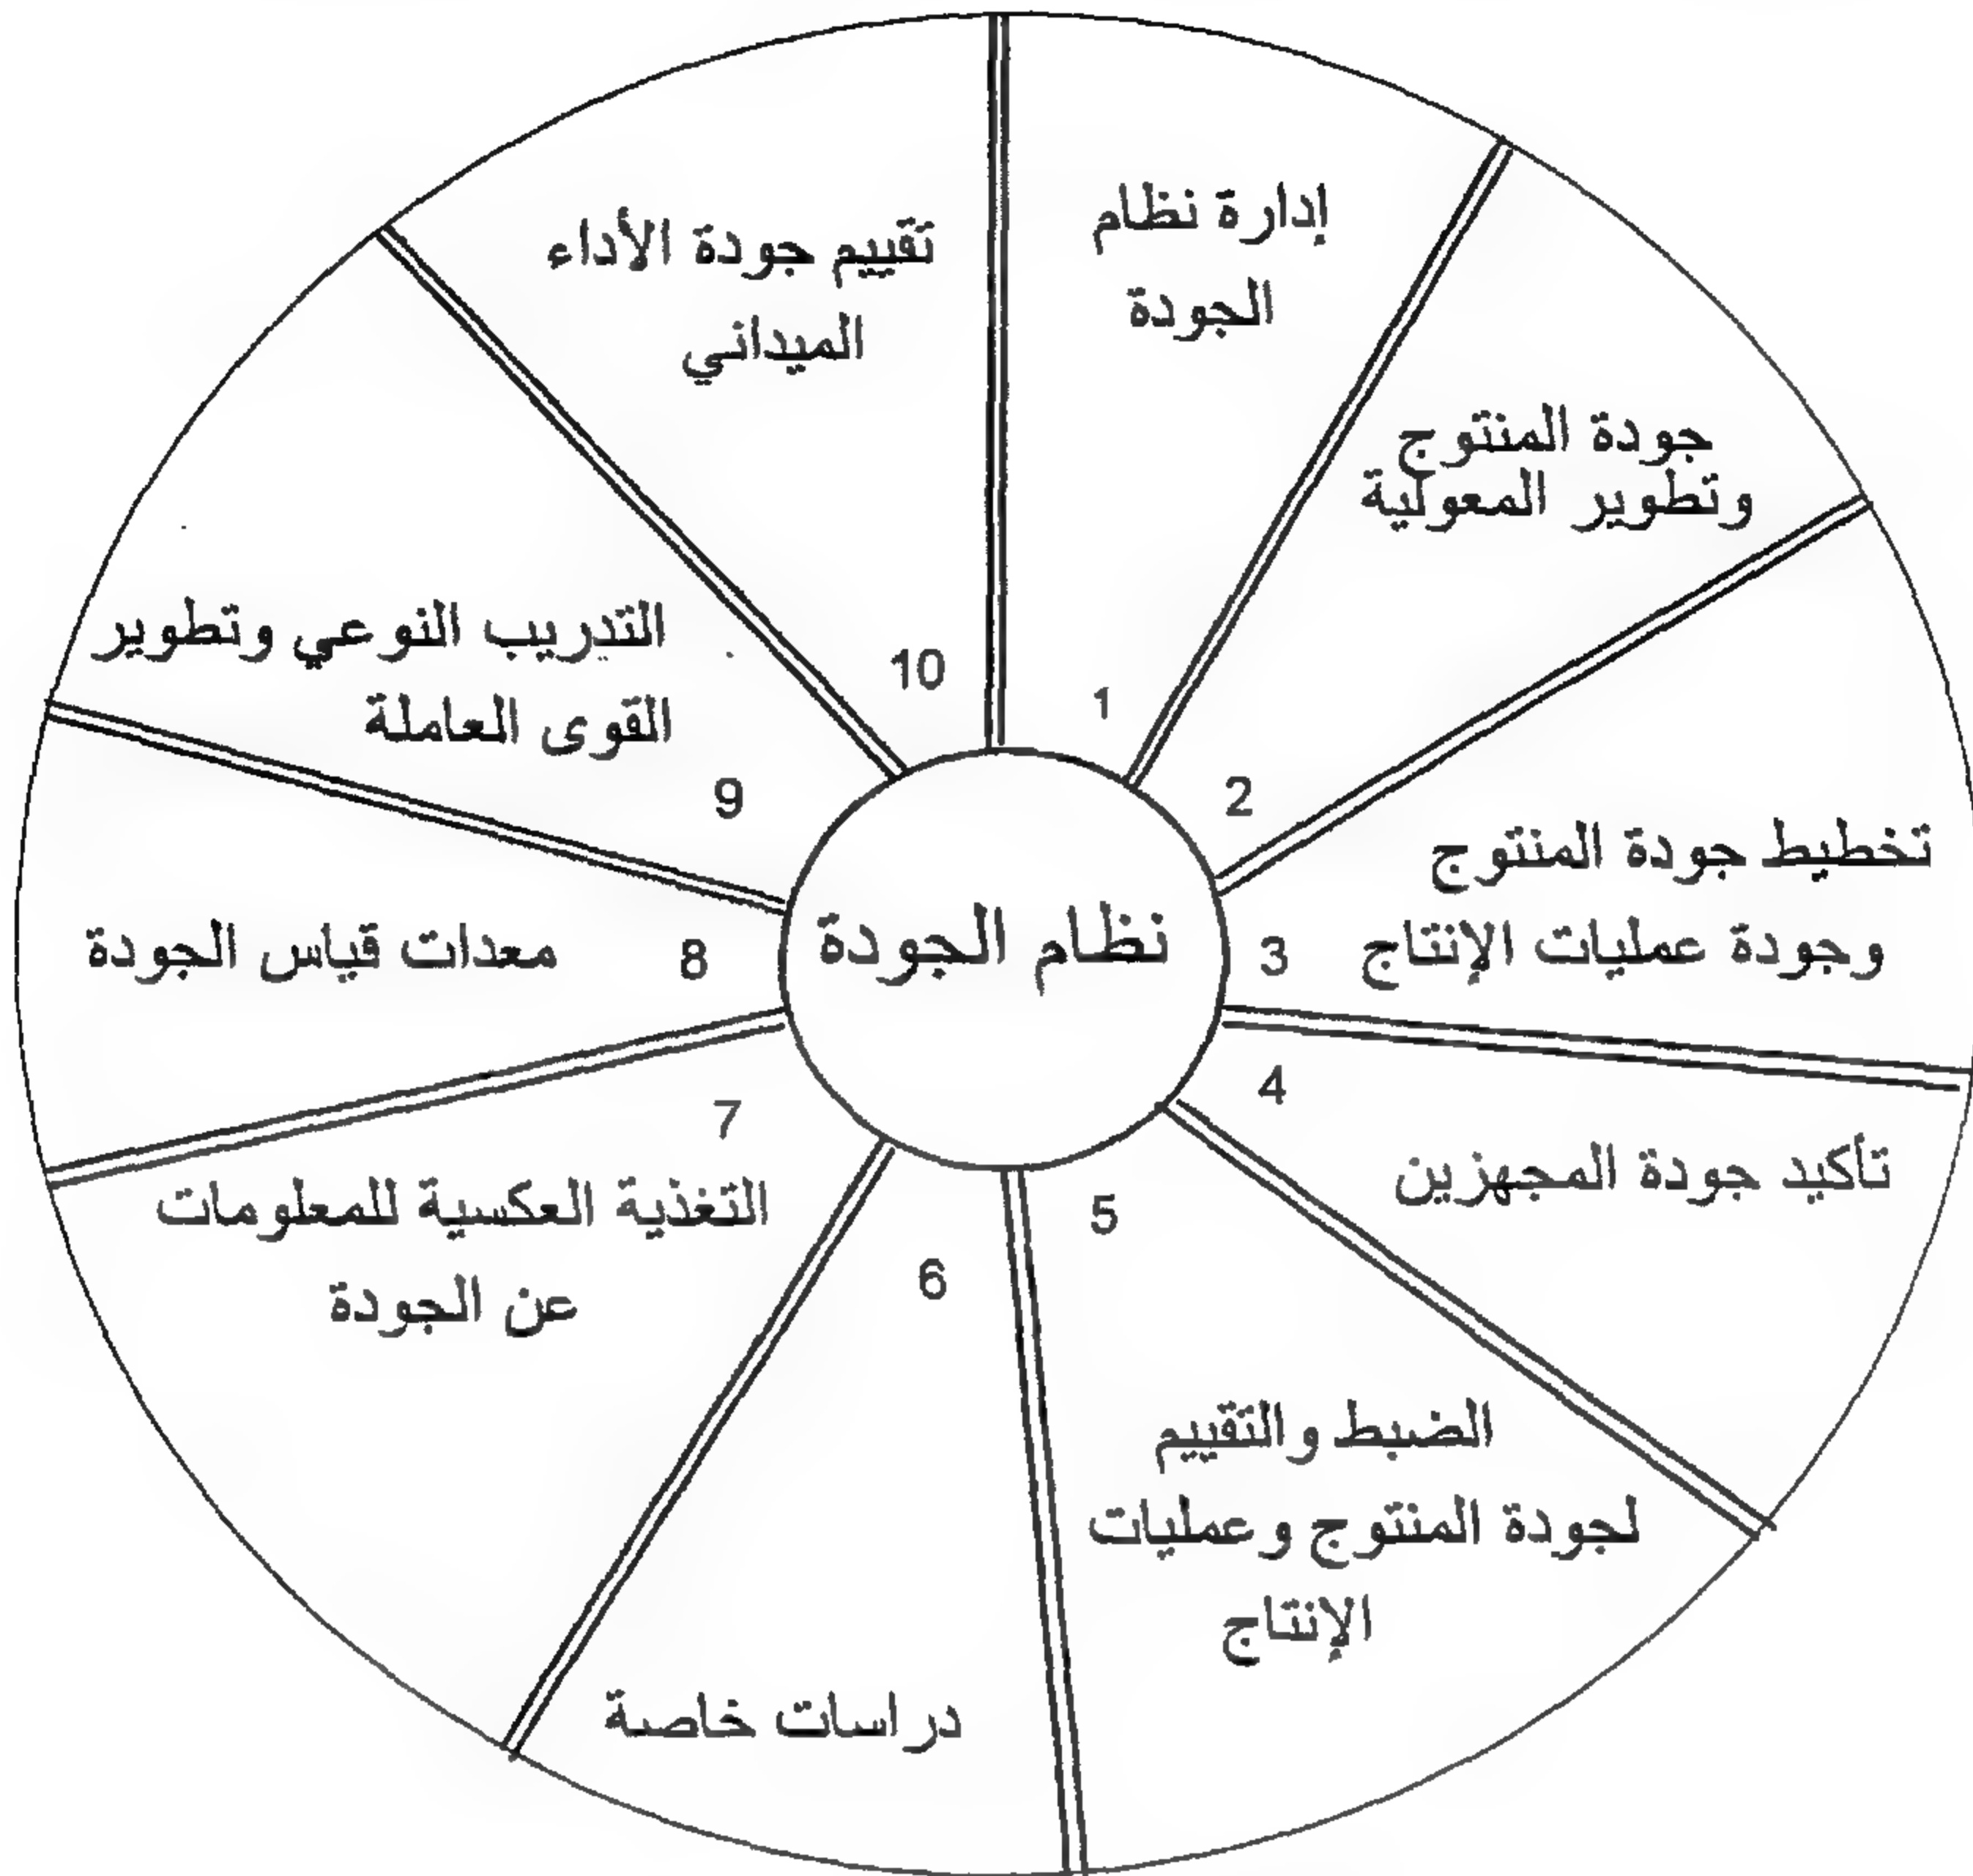 نظام الجودة
1
إدارة نظام
الجودة
2
جودة المنتوج
وتطوير المعولية
3
تخطيط جودة المنتوج
وجودة عمليات الإنتاج
4
تأكيد جودة المجهزين
5
الضبط والتقييم
لجودة المنتوج وعمليات
الإنتاج
6
دراسات خاصة
7
التغذية العكسية للمعلومات
عن الجودة
8
معدات قياس الجودة
9
التدريب النوعي وتطوير
القوى العاملة
10
تقييم جودة الأداء
الميداني